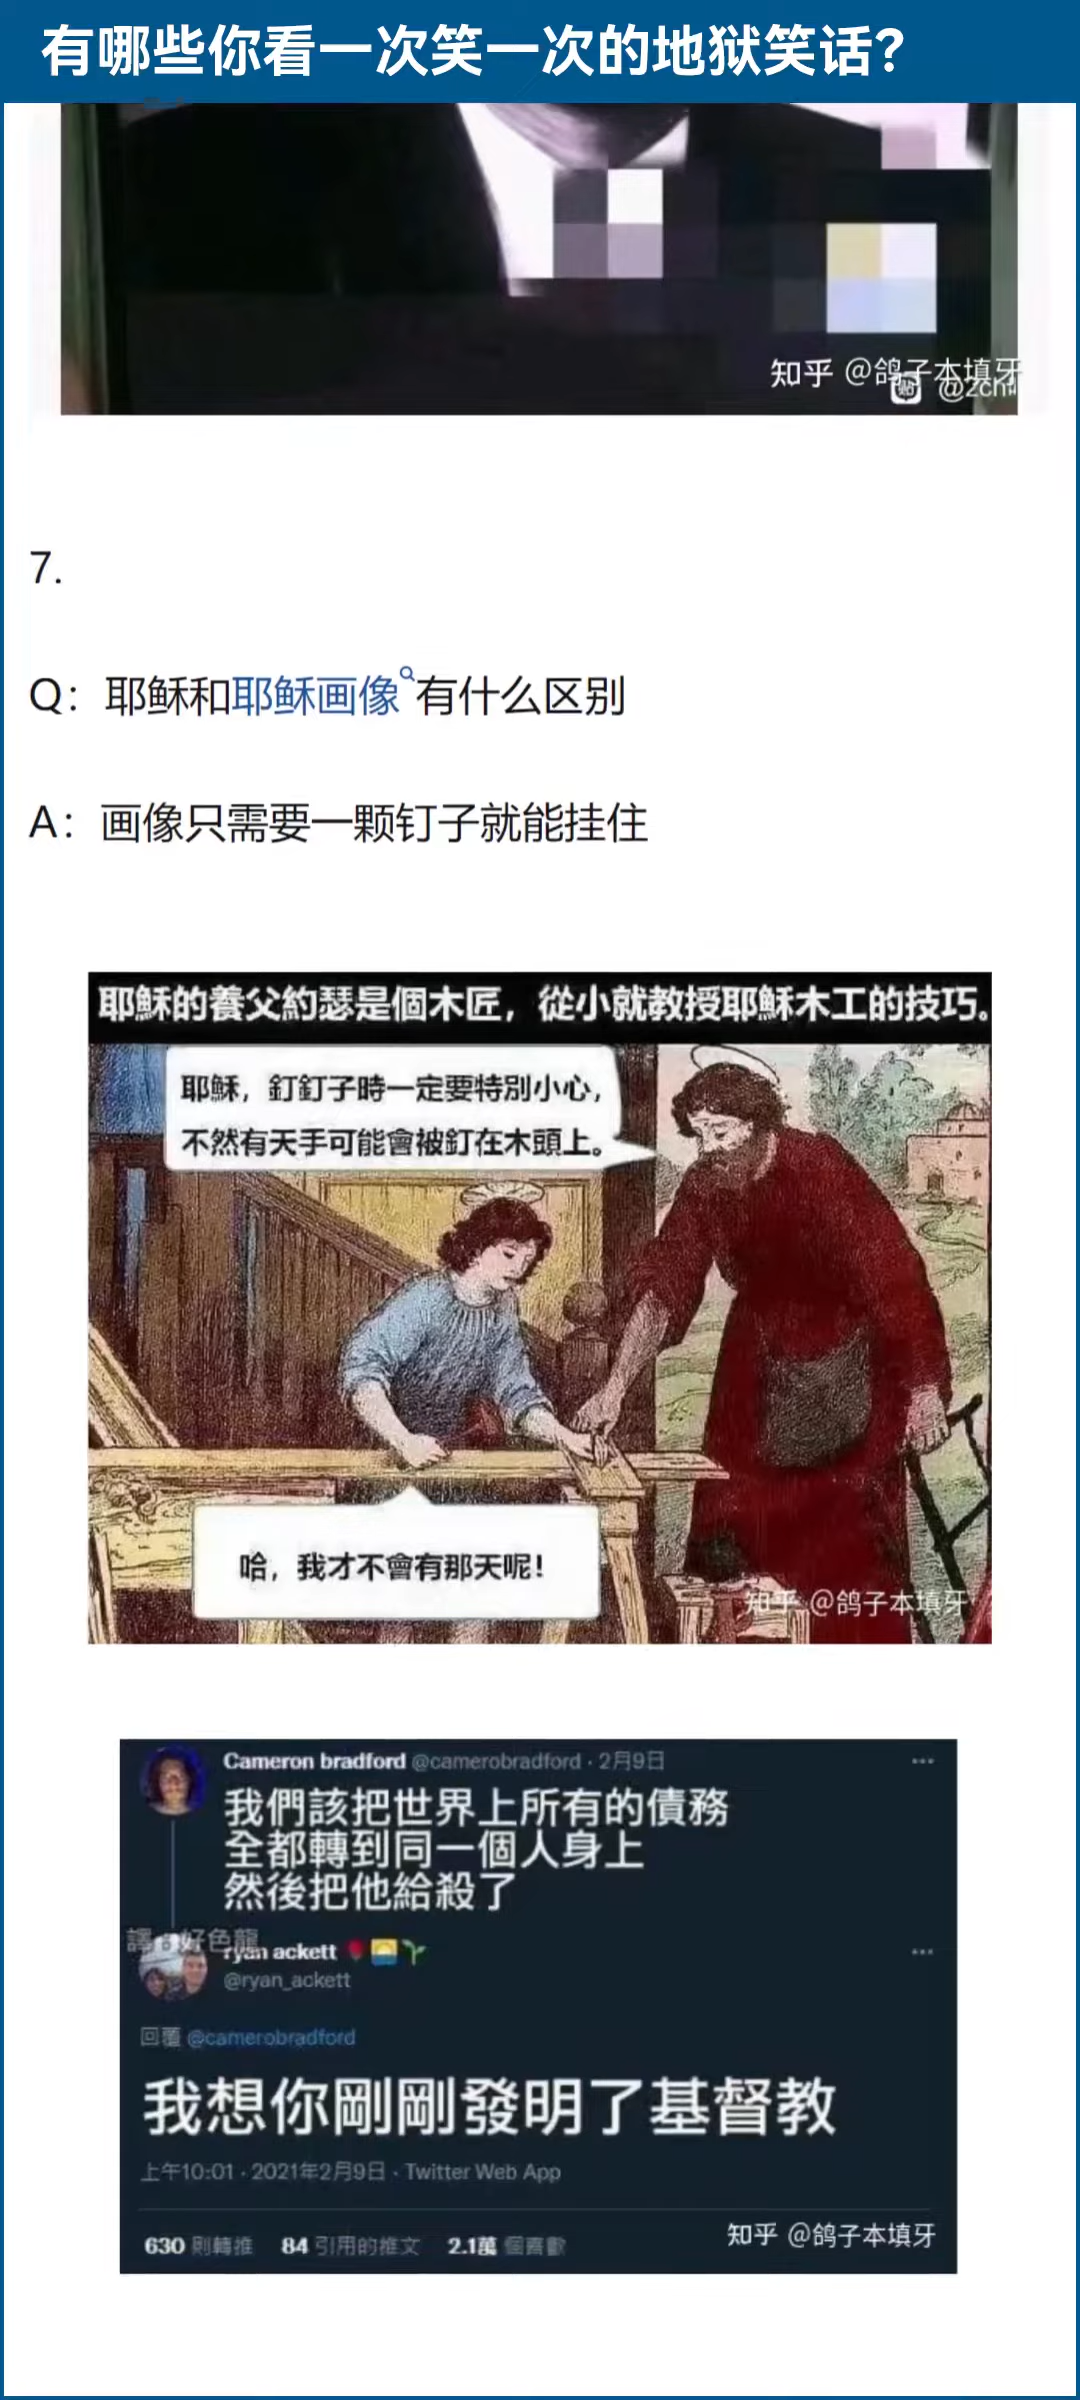 有哪些你看一次笑一次的地狱笑话？
知乎 @鸽子本填牙
贴 @zchi
7.
Q：耶稣和耶稣画像有什么区别
A：画像只需要一颗钉子就能挂住
耶穌的養父約瑟是個木匠，從小就教授耶穌木工的技巧。
耶穌，釘釘子時一定要特別小心，
不然有天手可能會被釘在木頭上。
哈，我才不會有那天呢！
知乎 @鸽子本填牙
Cameron bradford @camerobradford · 2月9日
我們該把世界上所有的債務
全都轉到同一個人身上
然後把他給殺了
譯：好色龍
ryan ackett
@ryan_ackett
回覆 @camerobradford
我想你剛剛發明了基督教
上午10:01 · 2021年2月9日 · Twitter Web App
630 則轉推 84 引用的推文 2.1萬 個喜歡
知乎 @鸽子本填牙